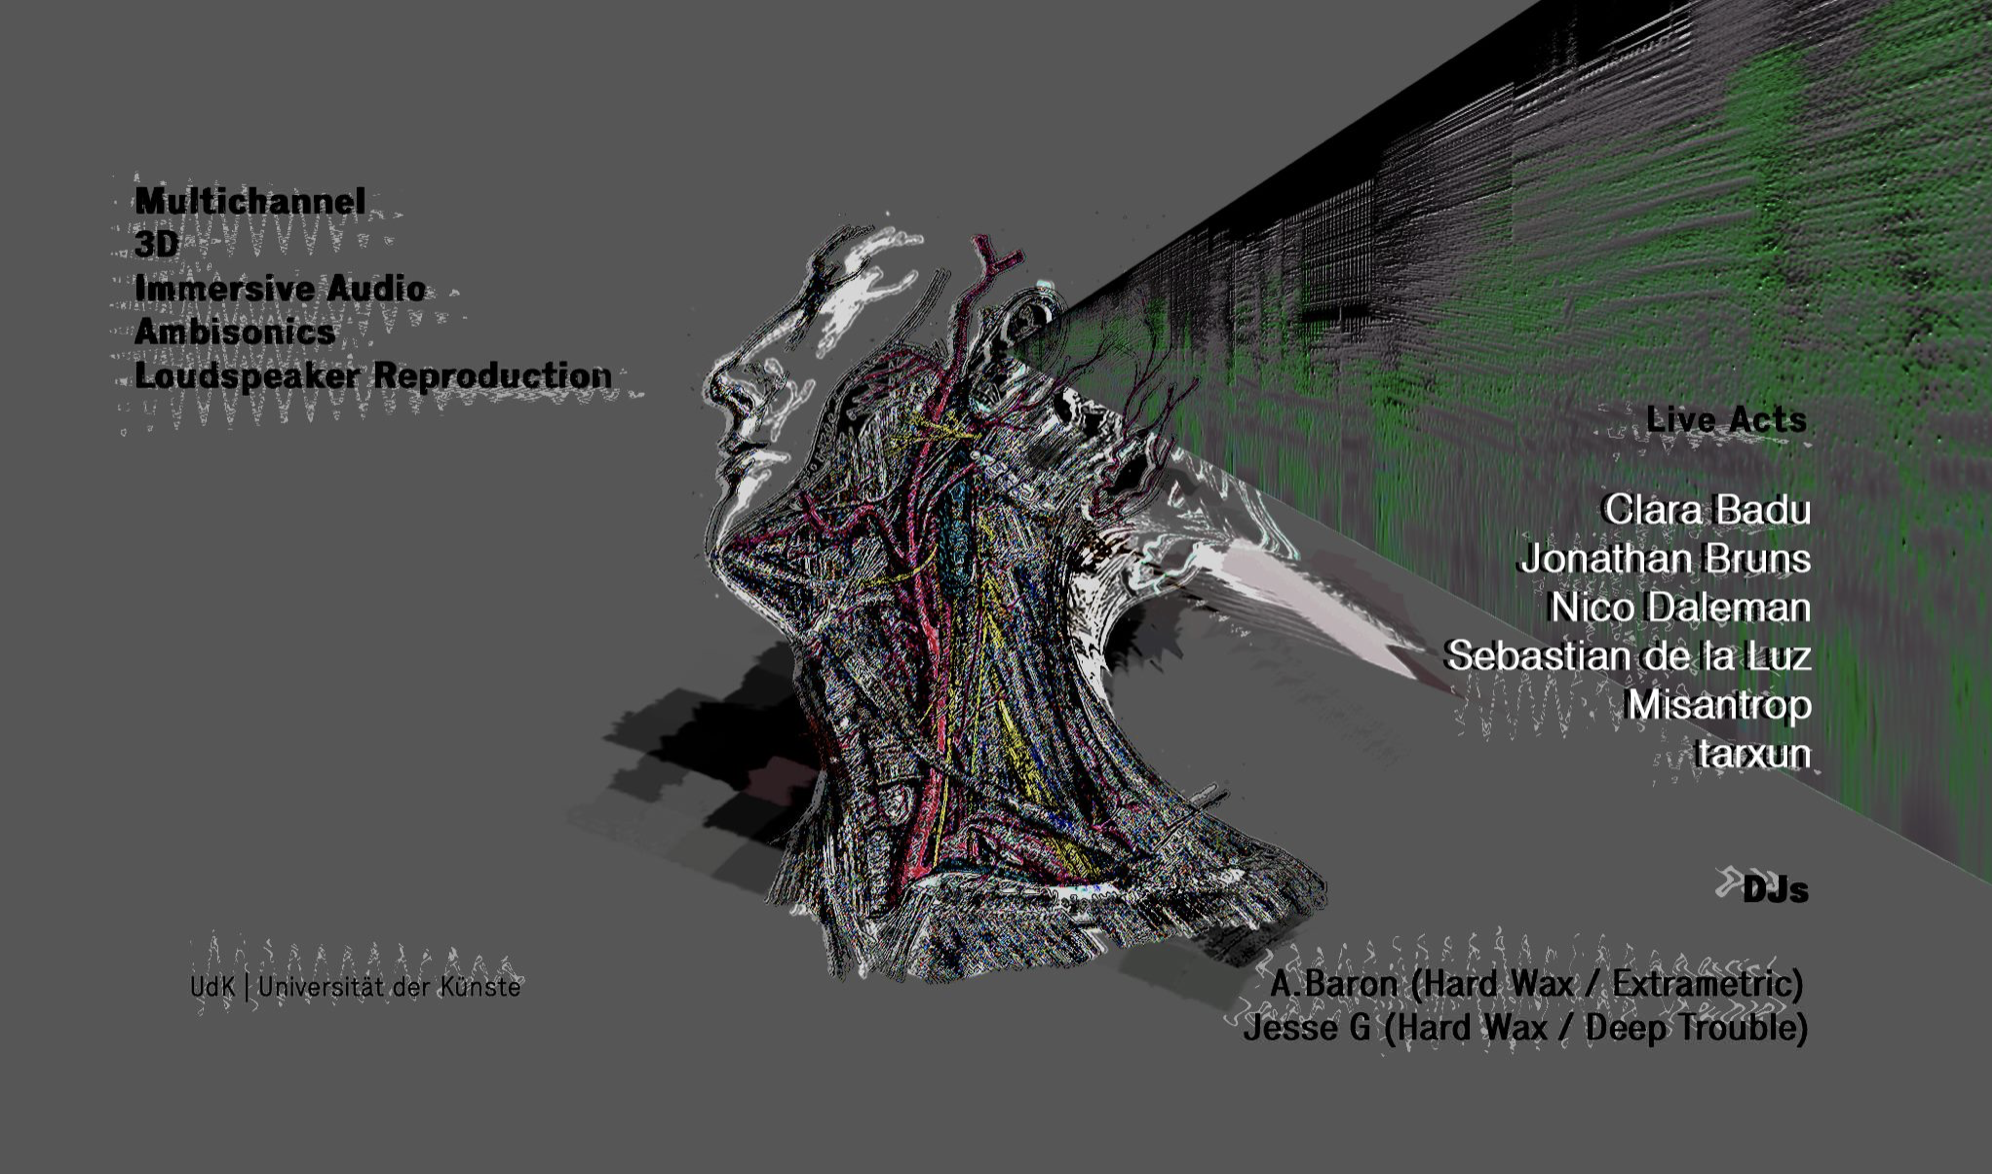 Multichannel
3D
Immersive Audio
Ambisonics
Loudspeaker Reproduction
Live Acts
Clara Badu
Jonathan Bruns
Nico Daleman
Sebastian de la Luz
Misantrop
tarxun
DJs
A.Baron (Hard Wax / Extrametric)
Jesse G (Hard Wax / Deep Trouble)
UdK | Universität der Künste